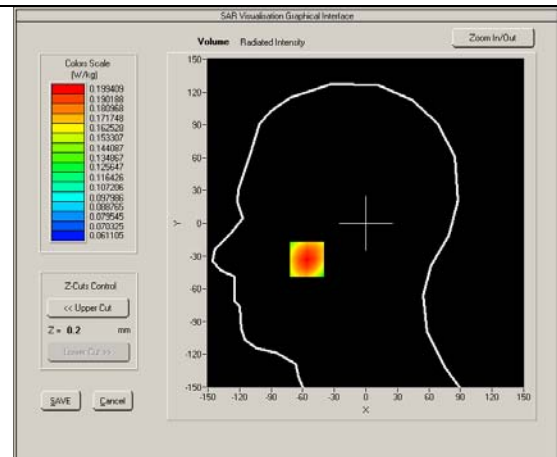 SAR Visualisation Graphical Interface
Volume Radiated Intensity
Zoom In/Out
Colors Scale
(W/kg)
0.199409
0.190188
0.180968
0.171748
0.162528
0.153307
0.144087
0.134867
0.125647
0.116426
0.107206
0.097986
0.088765
0.079545
0.070325
0.061105
Z-Cuts Control
<< Upper Cut
Z = 0.2 mm
Lower Cut >>
SAVE
Cancel
150
120
90
60
30
0
-30
-60
-90
-120
-150
Y
-150 -120 -90 -60 -30 0 30 60 90 120 150
X